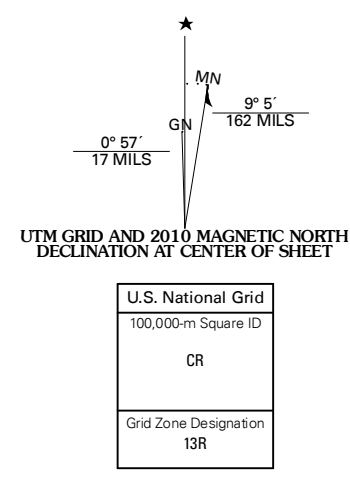 ★
MN
GN
9° 5´
162 MILS
0° 57´
17 MILS
UTM GRID AND 2010 MAGNETIC NORTH
DECLINATION AT CENTER OF SHEET
U.S. National Grid
100,000-m Square ID
CR
Grid Zone Designation
13R